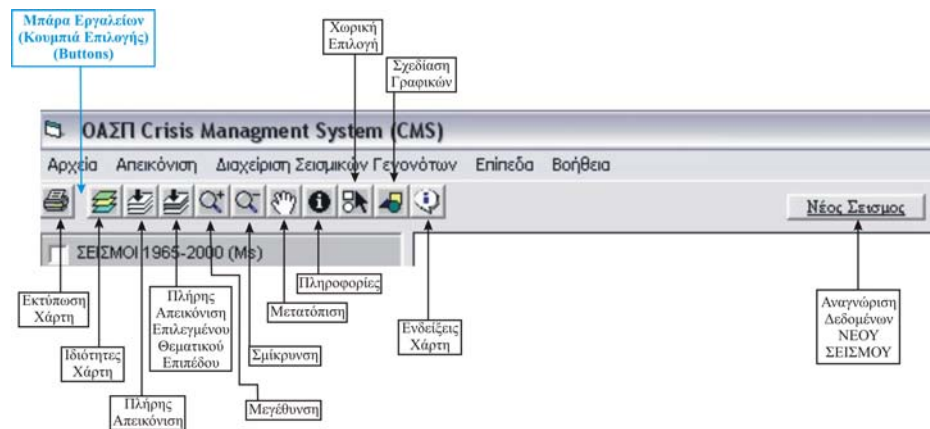 Μπάρα Εργαλείων
(Κουμπιά Επιλογής)
(Buttons)
Χωρική
Επιλογή
Σχεδίαση
Γραφικών
ΟΑΣΠ Crisis Managment System (CMS)
Αρχεία Απεικόνιση Διαχείριση Σεισμικών Γεγονότων Επίπεδα Βοήθεια
Νέος Σεισμος
ΣΕΙΣΜΟΙ 1965-2000 (Ms)
Εκτύπωση
Χάρτη
Ιδιότητες
Χάρτη
Πλήρης
Απεικόνιση
Πλήρης
Απεικόνιση
Επιλεγμένου
Θεματικού
Επιπέδου
Μεγέθυνση
Σμίκρυνση
Μετατόπιση
Πληροφορίες
Ενδείξεις
Χάρτη
Αναγνώριση
Δεδομένων
ΝΕΟΥ
ΣΕΙΣΜΟΥ